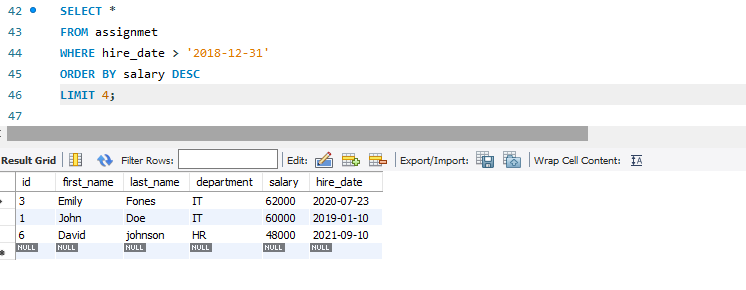 42 SELECT *
43 FROM assignmet
44 WHERE hire_date > '2018-12-31'
45 ORDER BY salary DESC
46 LIMIT 4;
47
Result Grid Filter Rows: Edit: Export/Import: Wrap Cell Content:
id first_name last_name department salary hire_date
3 Emily Fones IT 62000 2020-07-23
1 John Doe IT 60000 2019-01-10
6 David johnson HR 48000 2021-09-10
NULL NULL NULL NULL NULL NULL